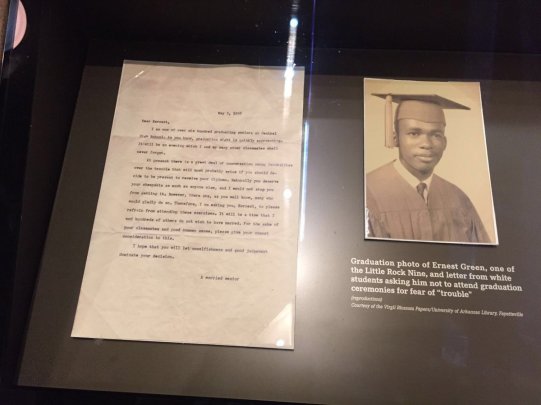 May
Dear Earnest,
I am one of over six hundred graduating seniors at Central
High School. As you know, graduation night is quickly approaching.
It will be an evening which I and my many other classmates shall
never forget.
At present there is a great deal of conversation among
over the trouble that will most probably arise if you should de-
cide to be present to receive your diploma. Naturally you deserve
your sheepskin as much as anyone else, and I would not stop you
from getting it, however, there are, as you well know, many who
would gladly do so. Therefore, I am asking you, Earnest, to please
refrain from attending these exercises. It will be a time that I
and hundreds of others do not wish to have marred. For the sake of
your classmates and good common sense, please give your utmost
consideration to this.
I hope that you will let unselfishness and good judgement
dominate your decision.
A worried senior
Graduation photo of Ernest Green, one of
the Little Rock Nine, and letter from white
students asking him not to attend graduation
ceremonies for fear of “trouble”
(reproductions)
Courtesy of the Virgil Blossom Papers/University of Arkansas Library, Fayetteville